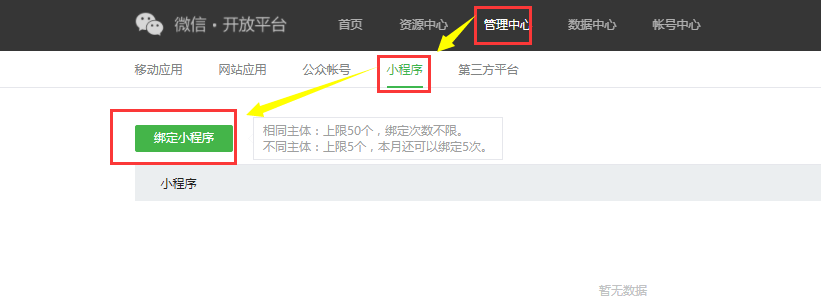 微信·开放平台 首页 资源中心 管理中心 数据中心 帐号中心
移动应用 网站应用 公众帐号 小程序 第三方平台
绑定小程序
相同主体：上限50个，绑定次数不限。
不同主体：上限5个，本月还可以绑定5次。
小程序
暂无数据